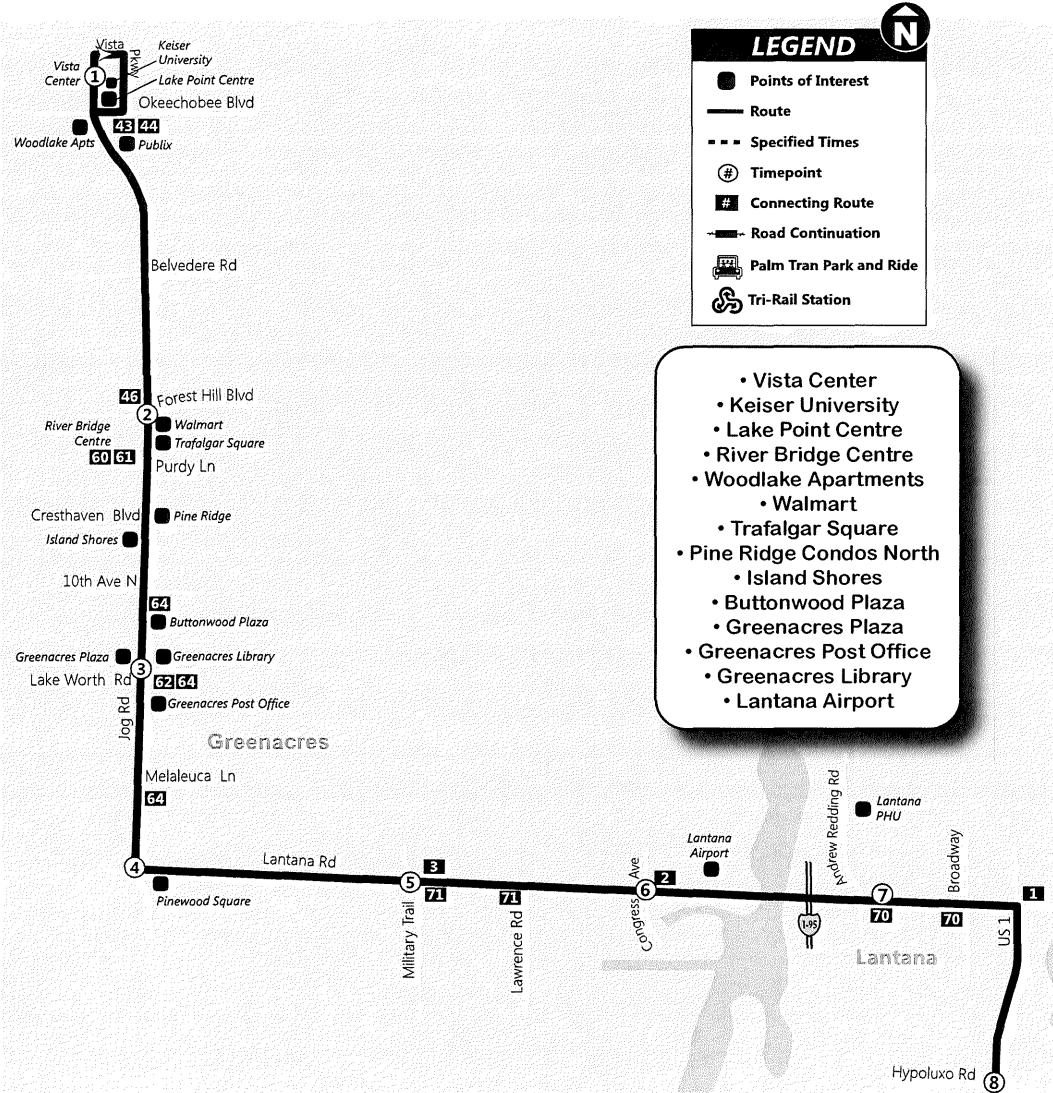 N
LEGEND
Points of Interest
Route
Specified Times
# Timepoint
# Connecting Route
Road Continuation
Palm Tran Park and Ride
Tri-Rail Station
• Vista Center
• Keiser University
• Lake Point Centre
• River Bridge Centre
• Woodlake Apartments
• Walmart
• Trafalgar Square
• Pine Ridge Condos North
• Island Shores
• Buttonwood Plaza
• Greenacres Plaza
• Greenacres Post Office
• Greenacres Library
• Lantana Airport
Vista
Pkwy
Keiser
University
Vista
Center
1
Lake Point Centre
Okeechobee Blvd
43 44
Woodlake Apts
Publix
Belvedere Rd
46
Forest Hill Blvd
2
River Bridge
Centre
60 61
Walmart
Trafalgar Square
Purdy Ln
Cresthaven Blvd
Pine Ridge
Island Shores
10th Ave N
64
Buttonwood Plaza
Greenacres Plaza
3
Greenacres Library
Lake Worth Rd
62 64
Greenacres Post Office
Jog Rd
Greenacres
Melaleuca Ln
64
4
Pinewood Square
Lantana Rd
5
3
71
Military Trail
71
Lawrence Rd
Congress Ave
6
2
Lantana
Airport
I-95
Andrew Redding Rd
Lantana
PHU
7
70
Broadway
70
Lantana
1
US 1
Hypoluxo Rd
8